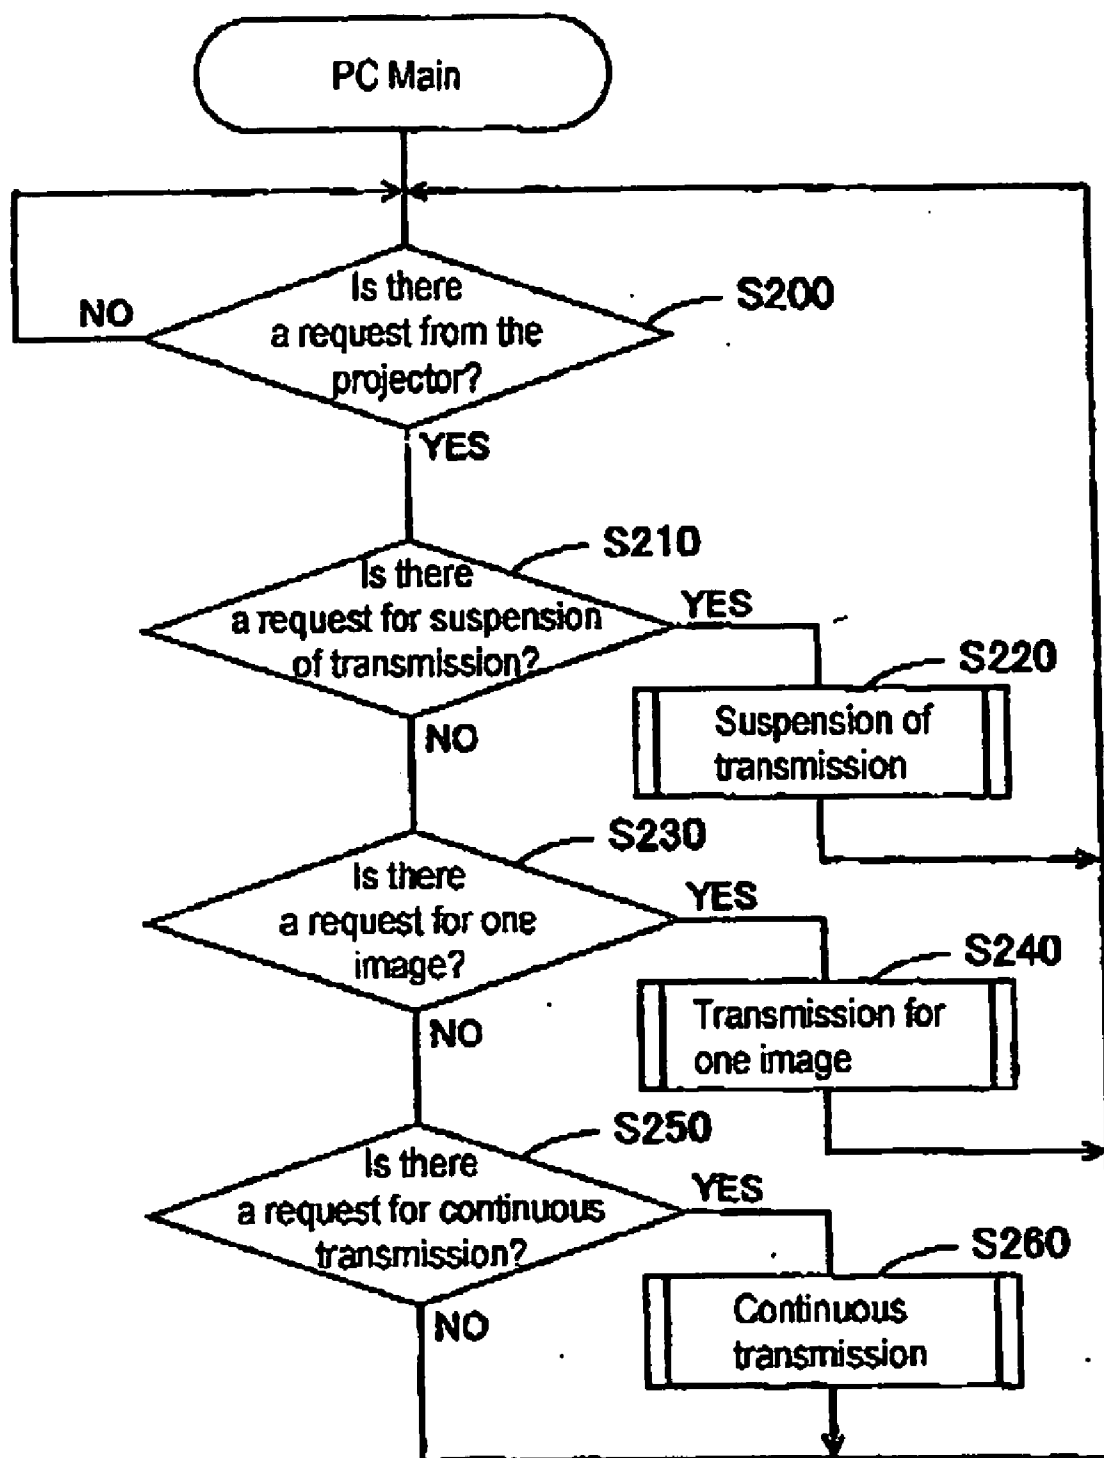 PC Main
Is there
a request from the
projector?
S200
NO
YES
Is there
a request for suspension
of transmission?
S210
YES
S220
Suspension of
transmission
NO
Is there
a request for one
image?
S230
YES
S240
Transmission for
one image
NO
Is there
a request for continuous
transmission?
S250
YES
S260
Continuous
transmission
NO